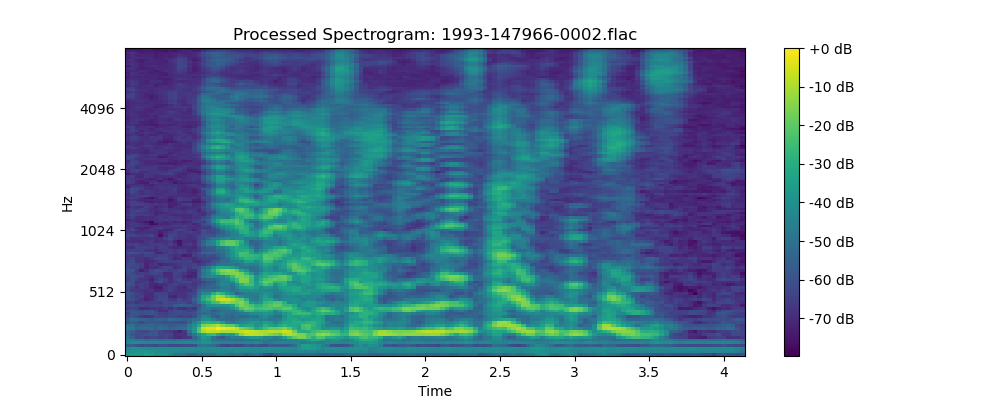 Processed Spectrogram: 1993-147966-0002.flac
Hz
4096
2048
1024
512
0
0 0.5 1 1.5 2 2.5 3 3.5 4
Time
+0 dB
-10 dB
-20 dB
-30 dB
-40 dB
-50 dB
-60 dB
-70 dB